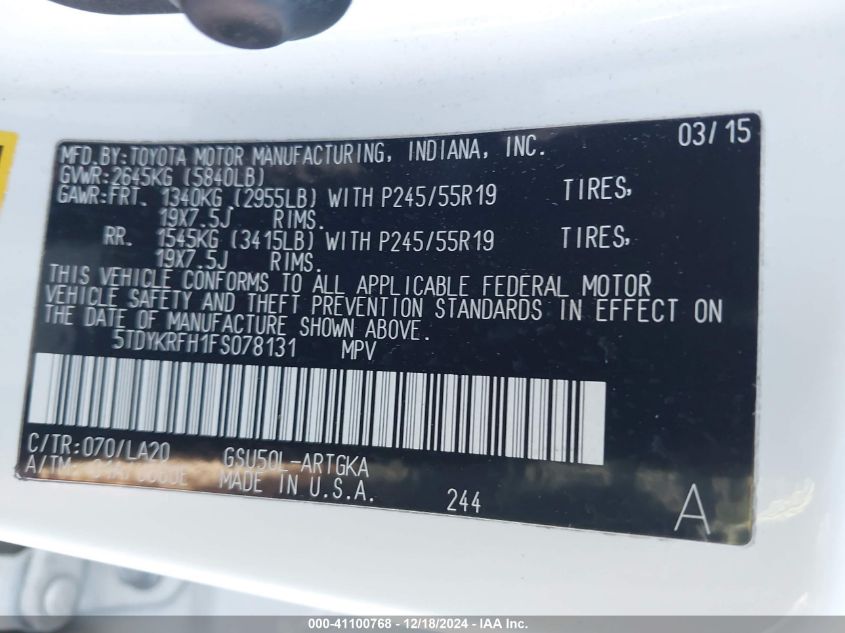 MFD.BY:TOYOTA MOTOR MANUFACTURING, INDIANA, INC. 03/15
GVWR:2645KG (5840LB)
GAWR:FRT. 1340KG (2955LB) WITH P245/55R19 TIRES,
19X7.5J RIMS.
RR. 1545KG (3415LB) WITH P245/55R19 TIRES,
19X7.5J RIMS.
THIS VEHICLE CONFORMS TO ALL APPLICABLE FEDERAL MOTOR
VEHICLE SAFETY AND THEFT PREVENTION STANDARDS IN EFFECT ON
THE DATE OF MANUFACTURE SHOWN ABOVE.
5TDYKRFH1FS078131 MPV
C/TR:070/LA20 GSU50L-ARTGKA
A/TM: MADE IN U.S.A. 244 A
000-41100768 - 12/18/2024 - IAAI.COM